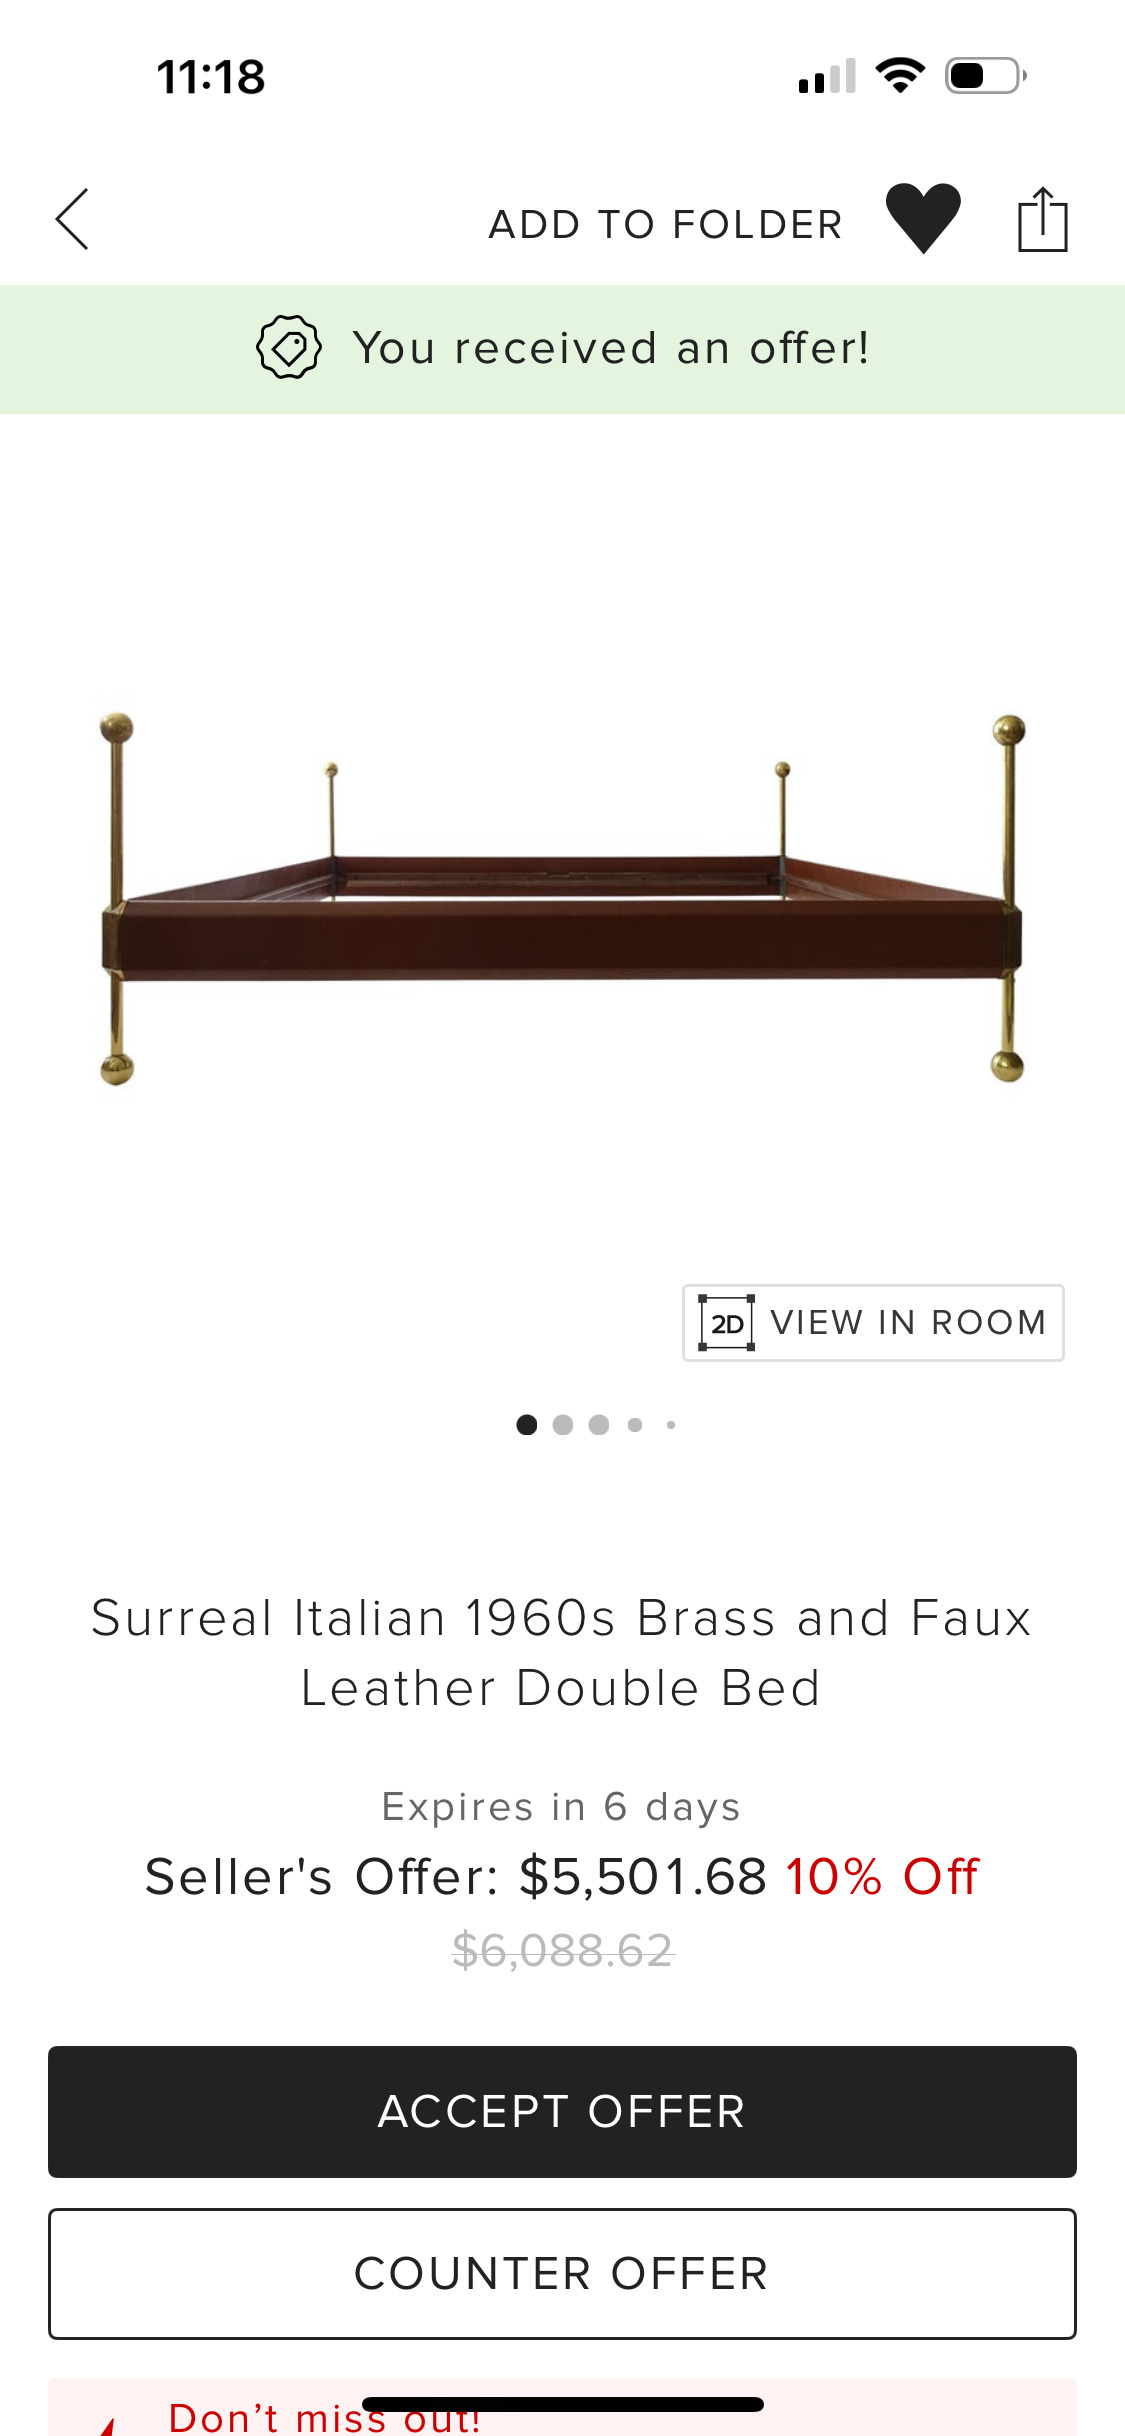 11:18
ADD TO FOLDER
You received an offer!
2D VIEW IN ROOM
Surreal Italian 1960s Brass and Faux
Leather Double Bed
Expires in 6 days
Seller's Offer: $5,501.68 10% Off
$6,088.62
ACCEPT OFFER
COUNTER OFFER
Don’t miss out!